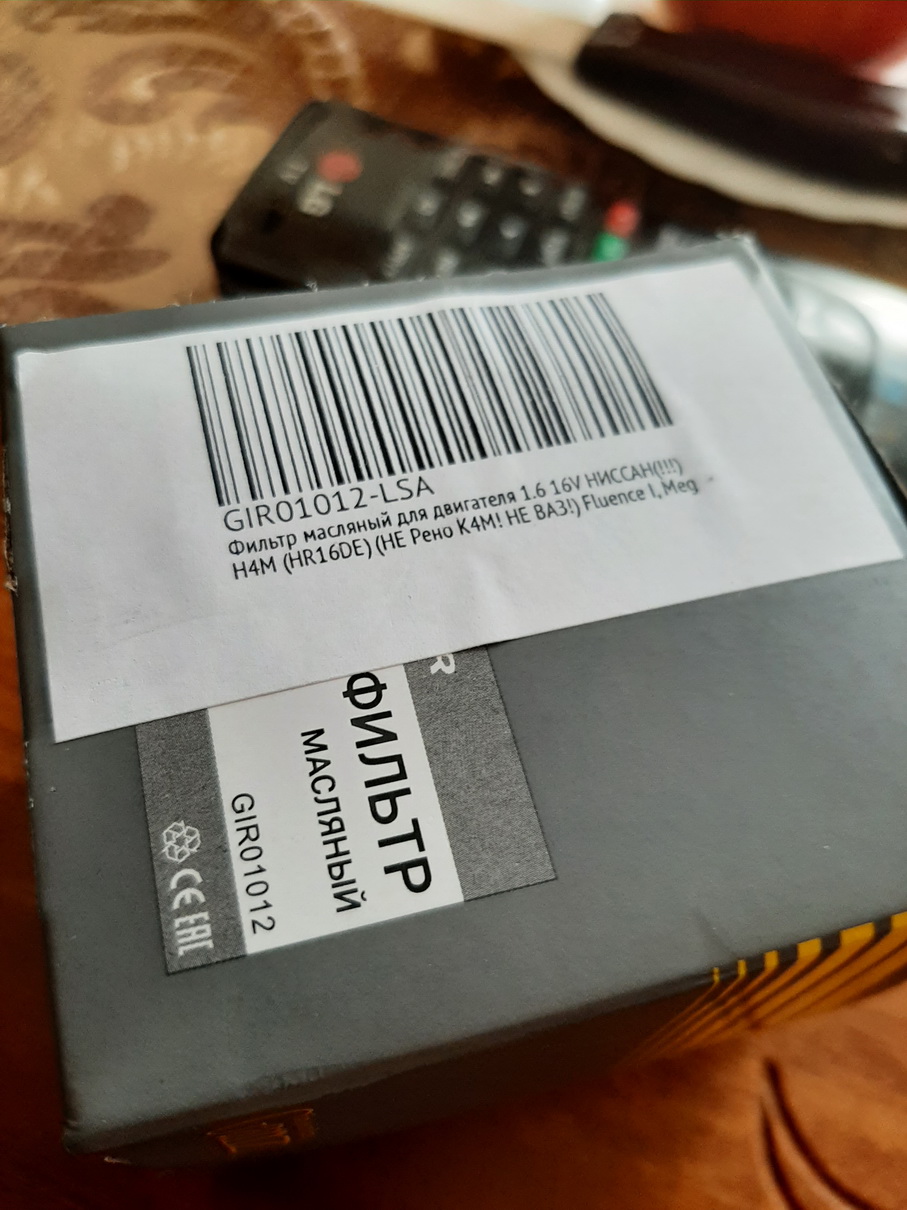 LG
GIR01012-LSA
Фильтр масляный для двигателя 1.6 16V НИССАН(!!!)
H4M (HR16DE) (НЕ Рено K4M! НЕ ВАЗ!) Fluence I, Meg
R
ФИЛЬТР
МАСЛЯНЫЙ
GIR01012
CE EAC